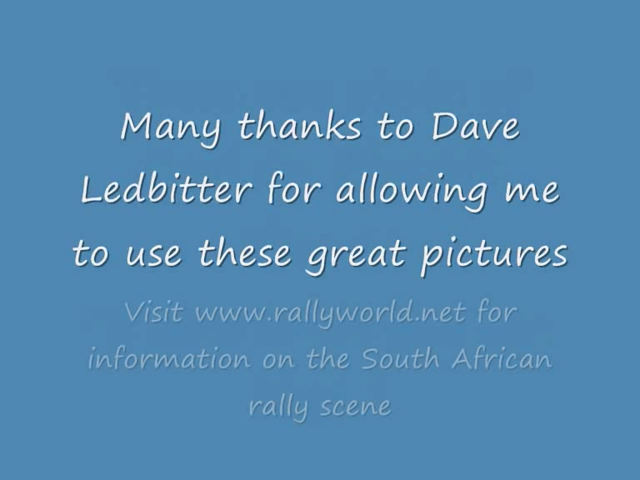 Many thanks to Dave
Ledbitter for allowing me
to use these great pictures
Visit www.rallyworld.net for
information on the South African
rally scene